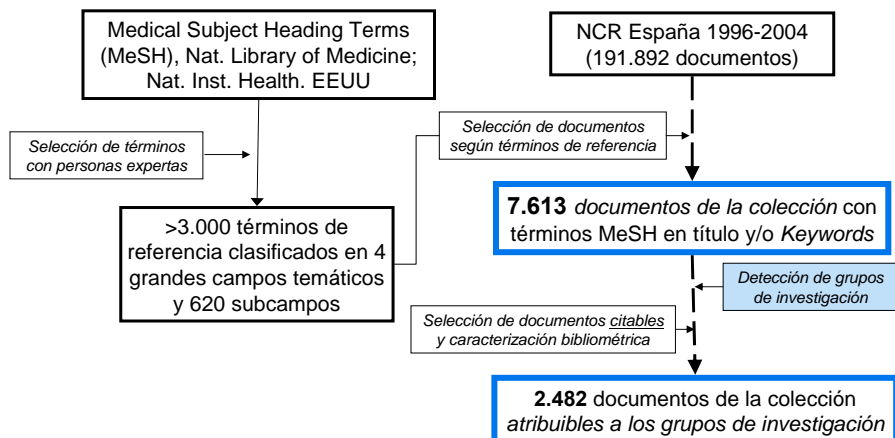 Medical Subject Heading Terms
(MeSH), Nat. Library of Medicine;
Nat. Inst. Health. EEUU
NCR España 1996-2004
(191.892 documentos)
Selección de términos
con personas expertas
Selección de documentos
según términos de referencia
>3.000 términos de
referencia clasificados en 4
grandes campos temáticos
y 620 subcampos
7.613 documentos de la colección con
términos MeSH en título y/o Keywords
Detección de grupos
de investigación
Selección de documentos citables
y caracterización bibliométrica
2.482 documentos de la colección
atribuibles a los grupos de investigación